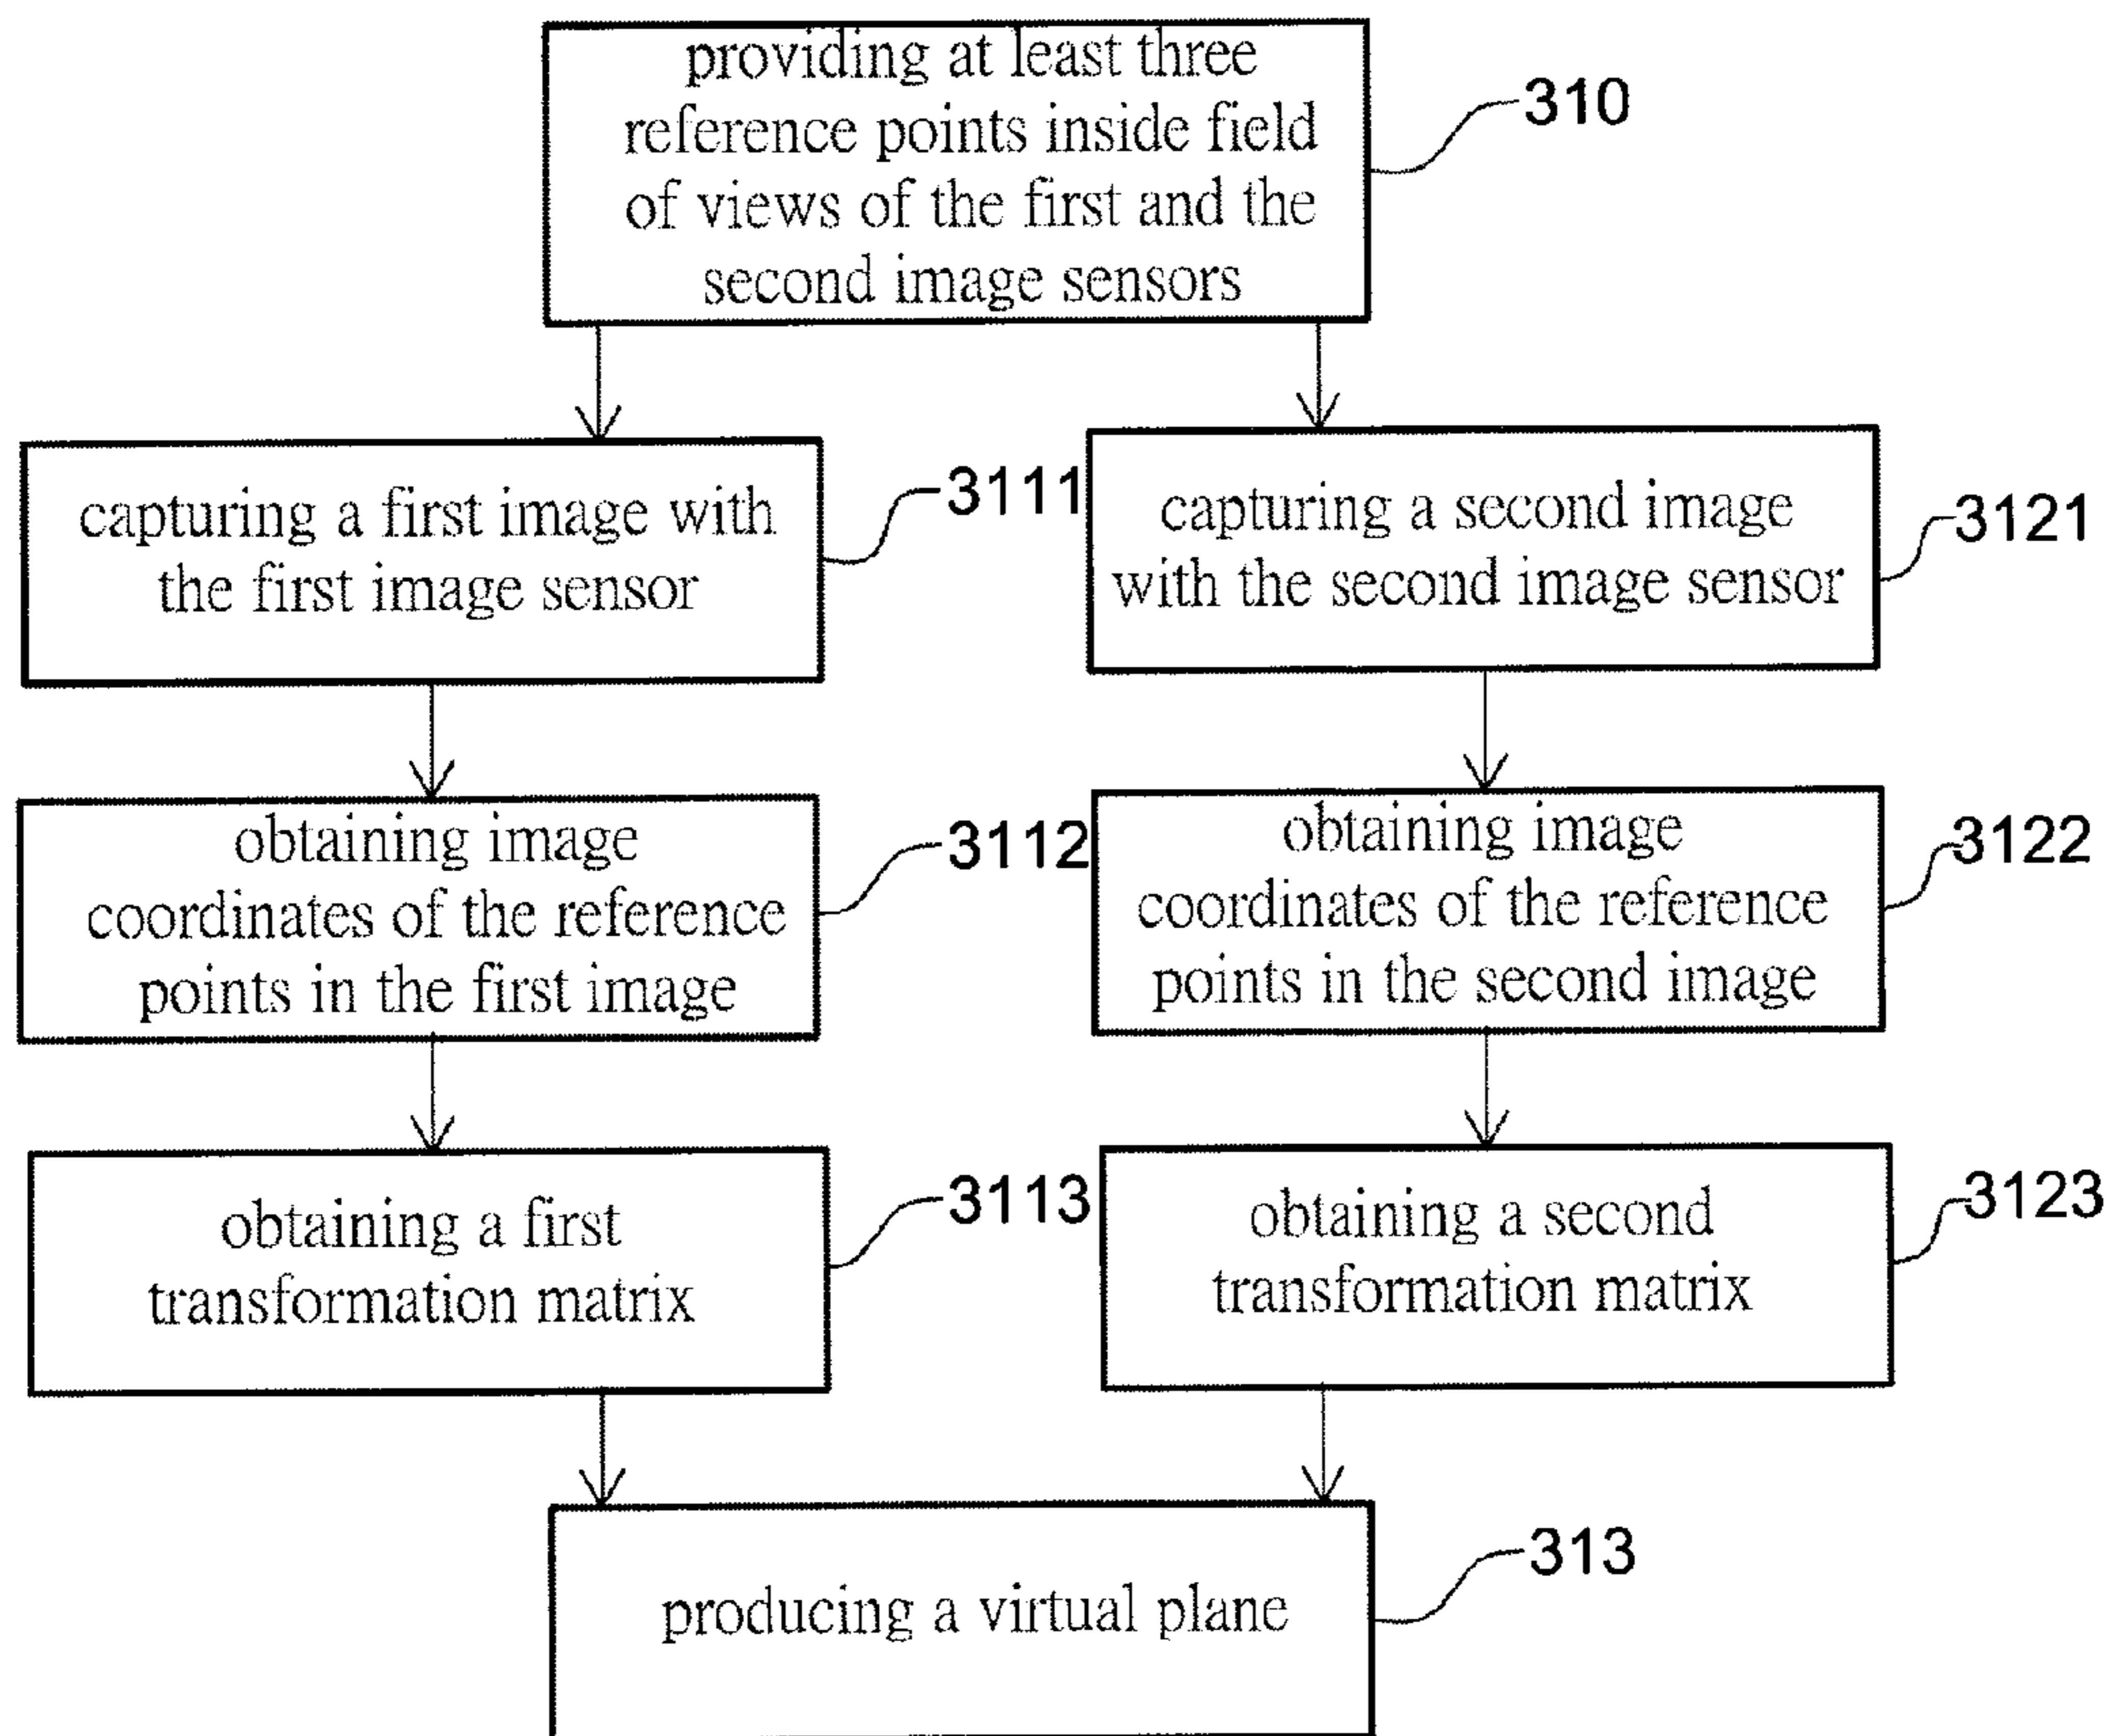 providing at least three
reference points inside field
of views of the first and the
second image sensors
310
capturing a first image with
the first image sensor
3111
capturing a second image
with the second image sensor
3121
obtaining image
coordinates of the reference
points in the first image
3112
obtaining image
coordinates of the reference
points in the second image
3122
obtaining a first
transformation matrix
3113
obtaining a second
transformation matrix
3123
producing a virtual plane
313